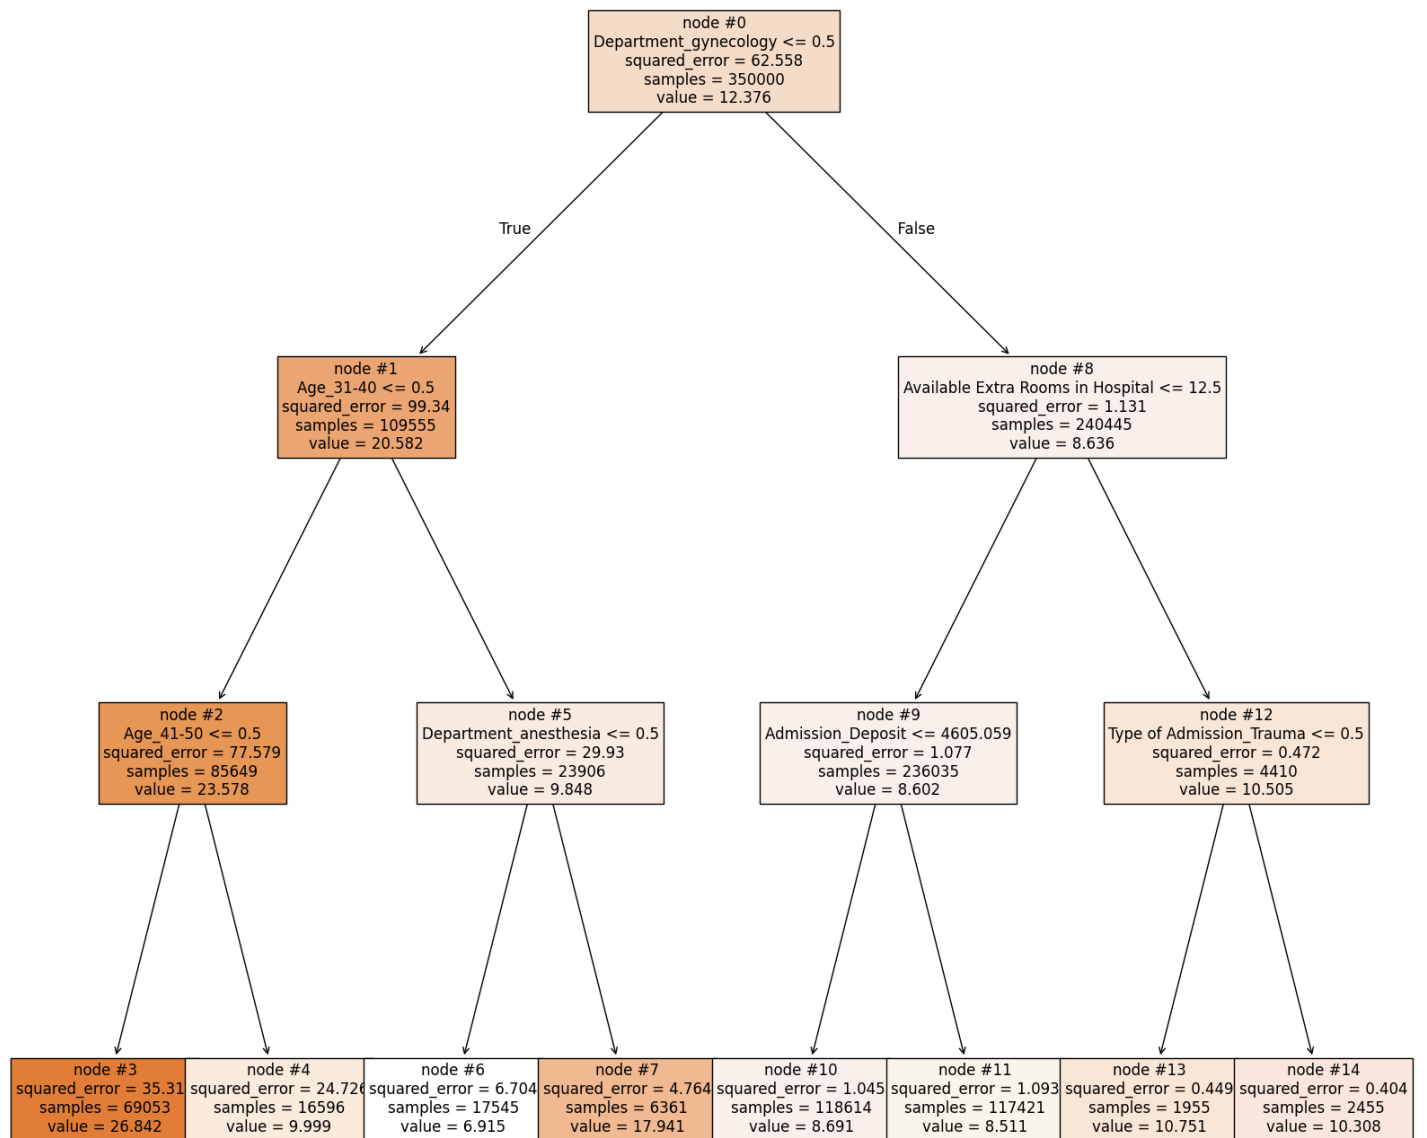 node #0
Department_gynecology <= 0.5
squared_error = 62.558
samples = 350000
value = 12.376
True
False
node #1
Age_31-40 <= 0.5
squared_error = 99.34
samples = 109555
value = 20.582
node #8
Available Extra Rooms in Hospital <= 12.5
squared_error = 1.131
samples = 240445
value = 8.636
node #2
Age_41-50 <= 0.5
squared_error = 77.579
samples = 85649
value = 23.578
node #5
Department_anesthesia <= 0.5
squared_error = 29.93
samples = 23906
value = 9.848
node #9
Admission_Deposit <= 4605.059
squared_error = 1.077
samples = 236035
value = 8.602
node #12
Type of Admission_Trauma <= 0.5
squared_error = 0.472
samples = 4410
value = 10.505
node #3
squared_error = 35.31
samples = 69053
value = 26.842
node #4
squared_error = 24.726
samples = 16596
value = 9.999
node #6
squared_error = 6.704
samples = 17545
value = 6.915
node #7
squared_error = 4.764
samples = 6361
value = 17.941
node #10
squared_error = 1.045
samples = 118614
value = 8.691
node #11
squared_error = 1.093
samples = 117421
value = 8.511
node #13
squared_error = 0.449
samples = 1955
value = 10.751
node #14
squared_error = 0.404
samples = 2455
value = 10.308